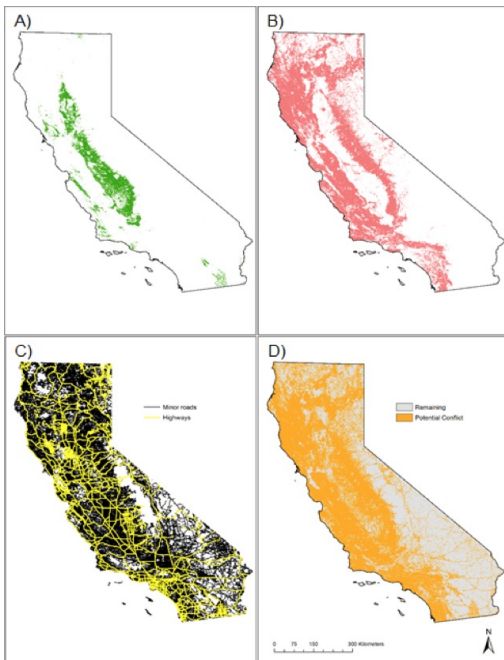 A)
B)
C)
Minor roads
Highways
D)
Remaining
Potential Conflict
0 75 150 300 Kilometers
N